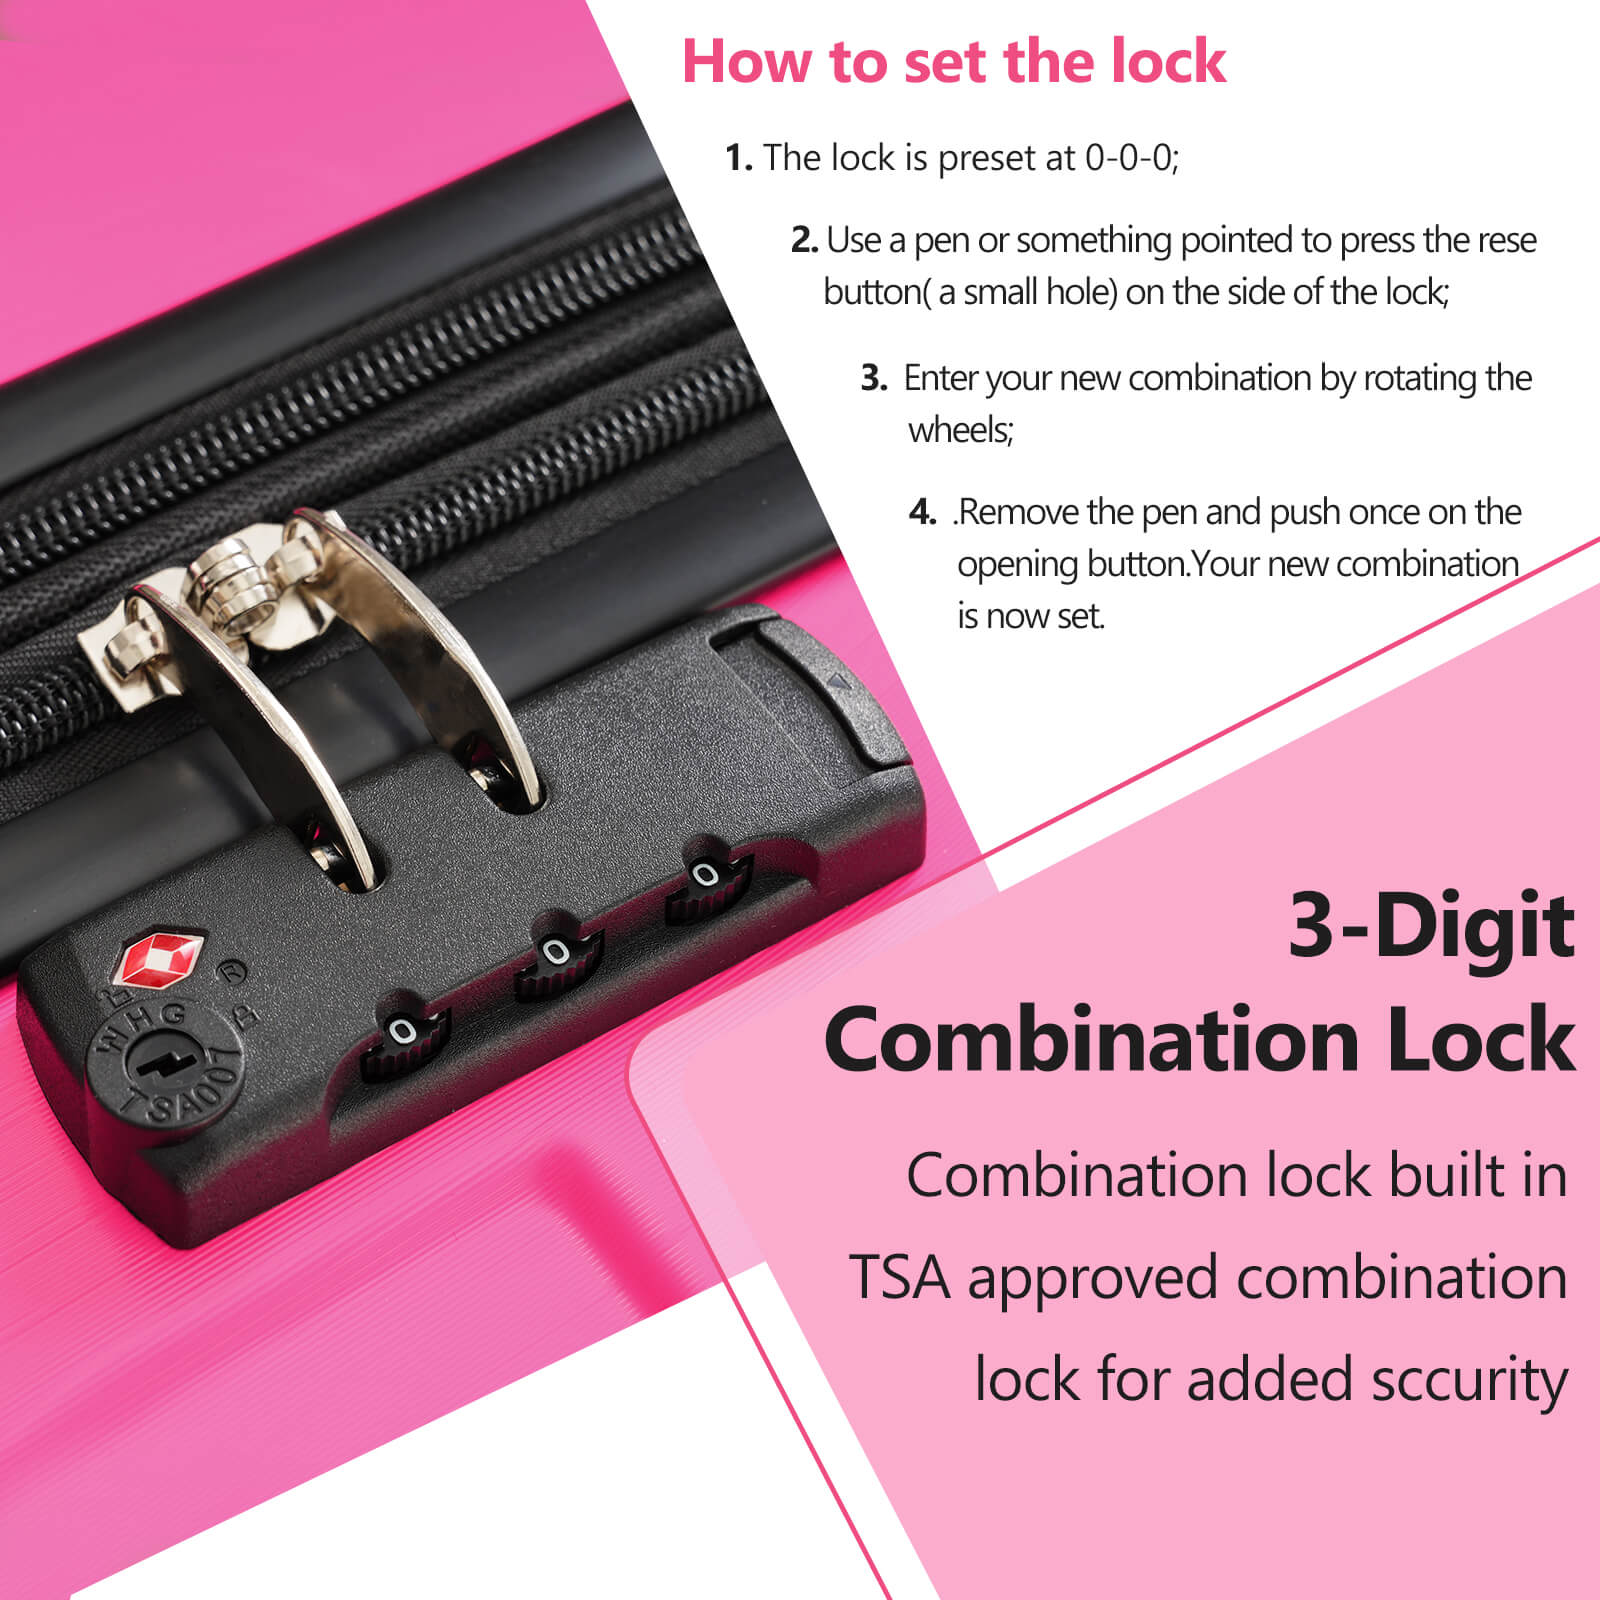 How to set the lock
1. The lock is preset at 0-0-0;
2. Use a pen or something pointed to press the rese
button( a small hole) on the side of the lock;
3. Enter your new combination by rotating the
wheels;
4. .Remove the pen and push once on the
opening button.Your new combination
is now set.
0
0
0
®
WHG
TSA007
3-Digit
Combination Lock
Combination lock built in
TSA approved combination
lock for added sccurity